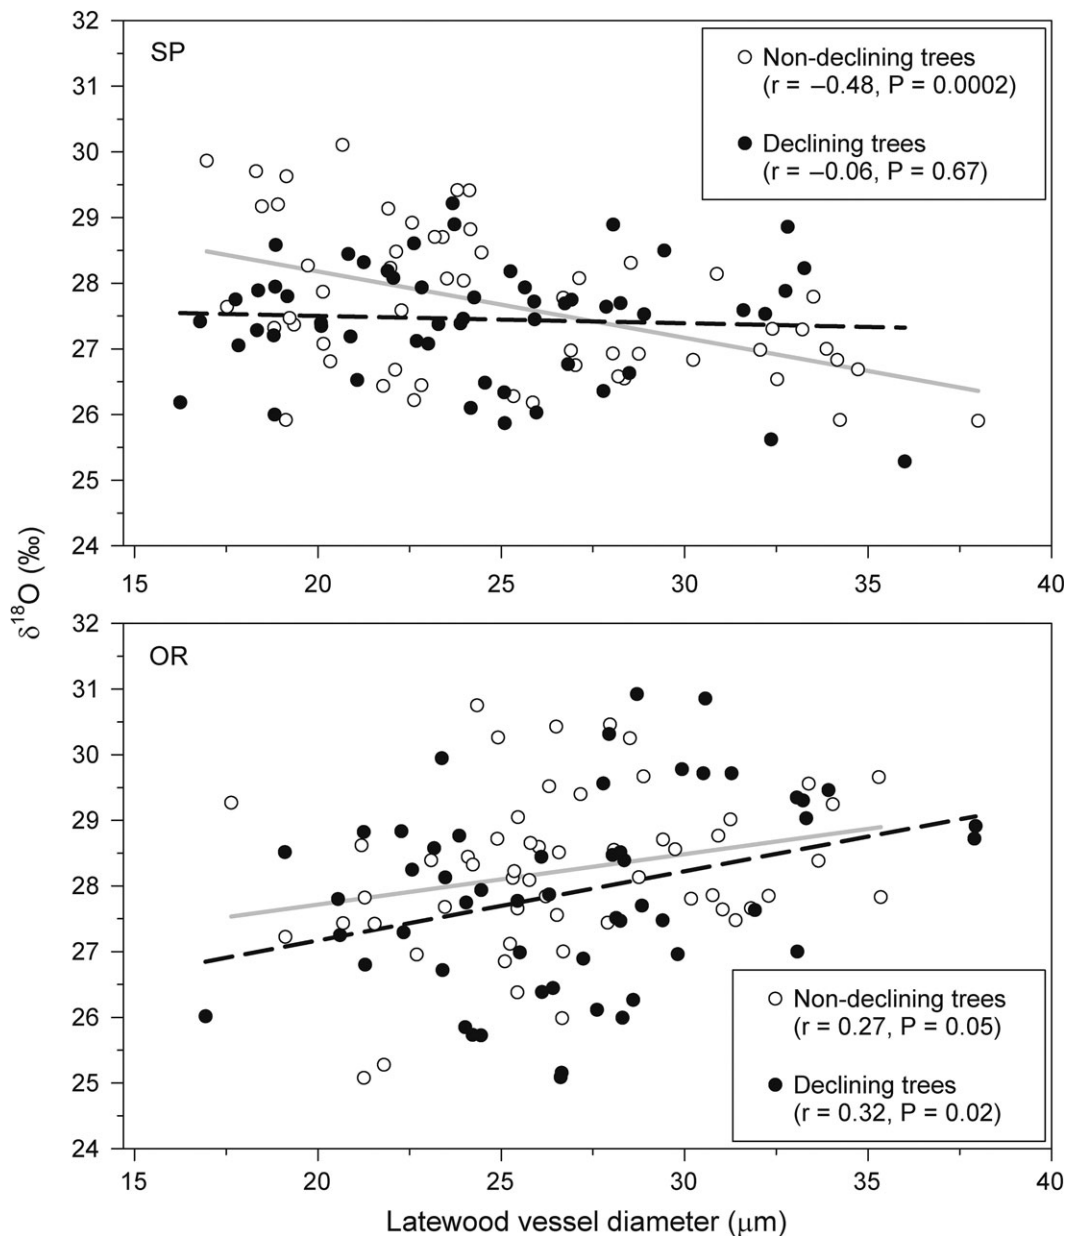 32
31
30
29
28
27
26
25
24
SP
Non-declining trees
(r = –0.48, P = 0.0002)
Declining trees
(r = –0.06, P = 0.67)
15 20 25 30 35 40
δ¹⁸O (‰)
32
31
30
29
28
27
26
25
24
OR
Non-declining trees
(r = 0.27, P = 0.05)
Declining trees
(r = 0.32, P = 0.02)
15 20 25 30 35 40
Latewood vessel diameter (μm)